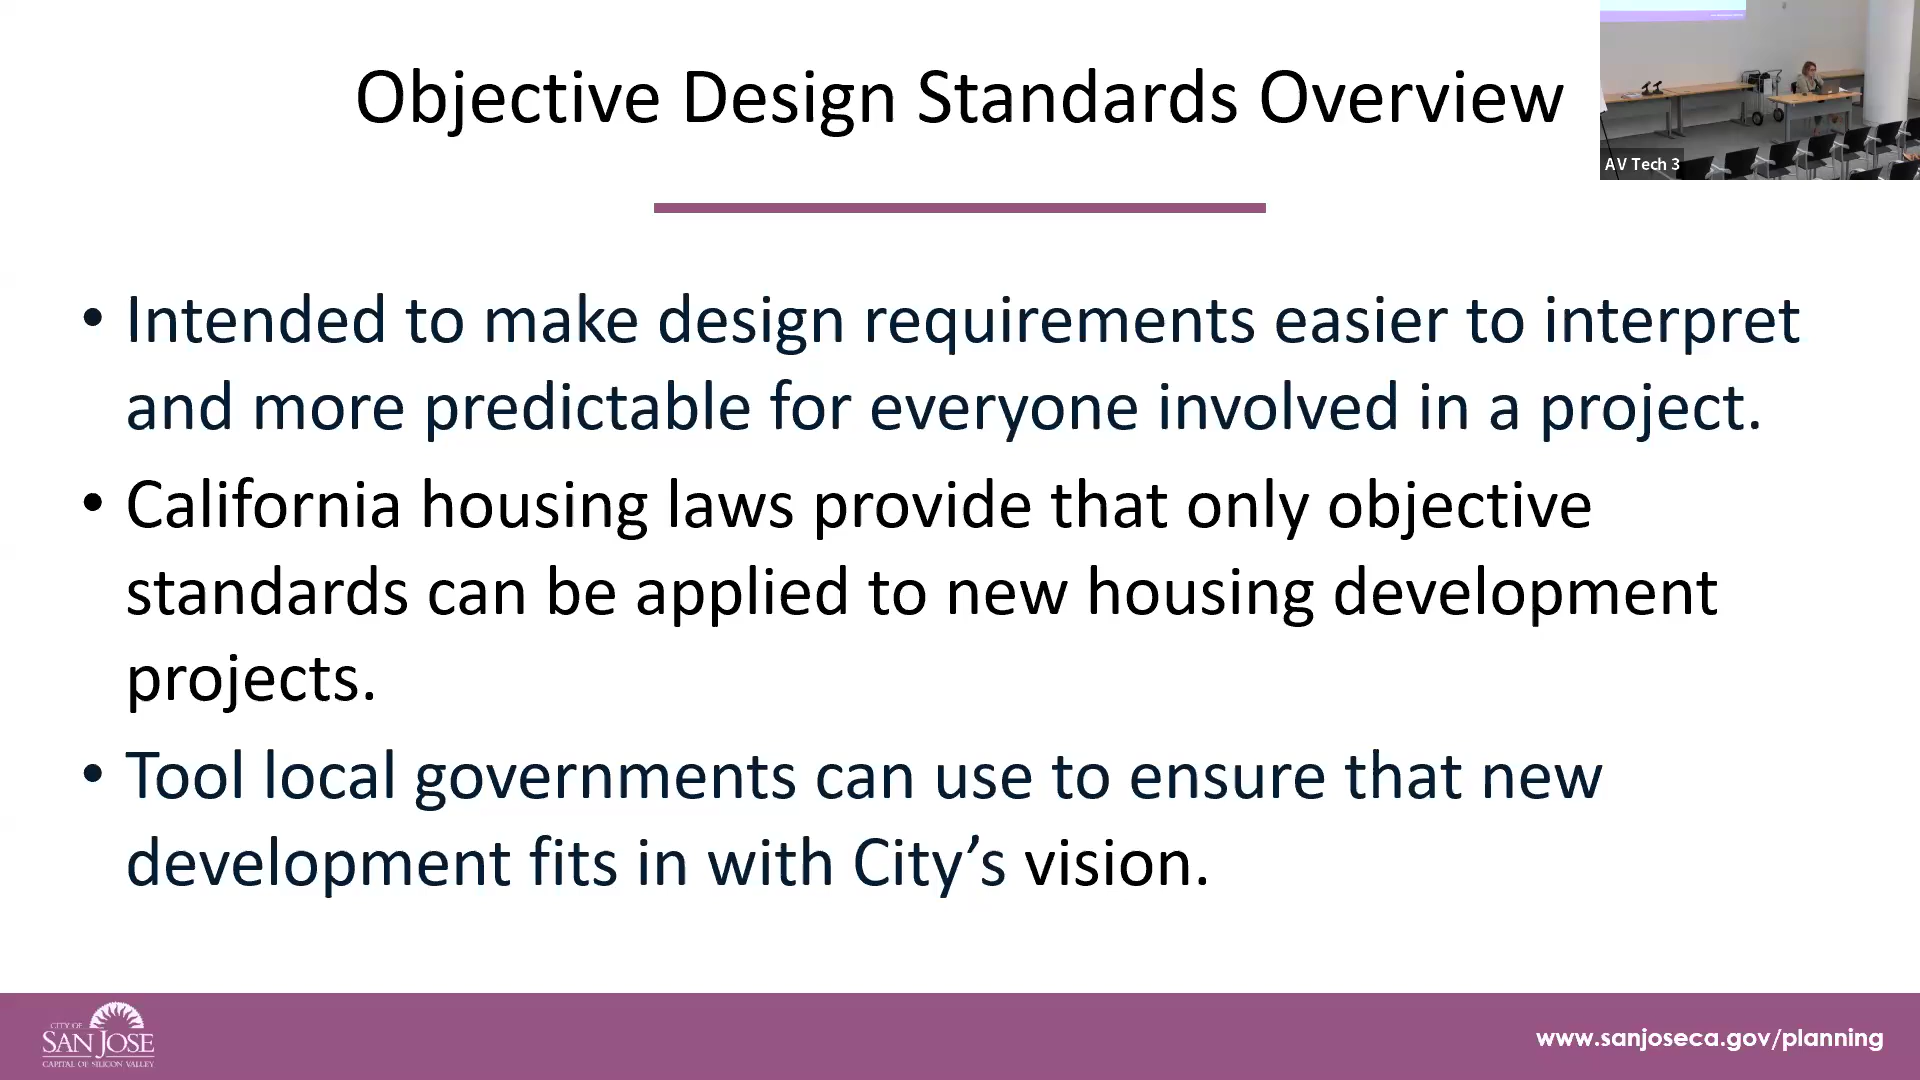 Objective Design Standards Overview
AV Tech 3
• Intended to make design requirements easier to interpret
and more predictable for everyone involved in a project.
• California housing laws provide that only objective
standards can be applied to new housing development
projects.
• Tool local governments can use to ensure that new
development fits in with City’s vision.
CITY OF
SAN JOSE
CAPITAL OF SILICON VALLEY
www.sanjoseca.gov/planning